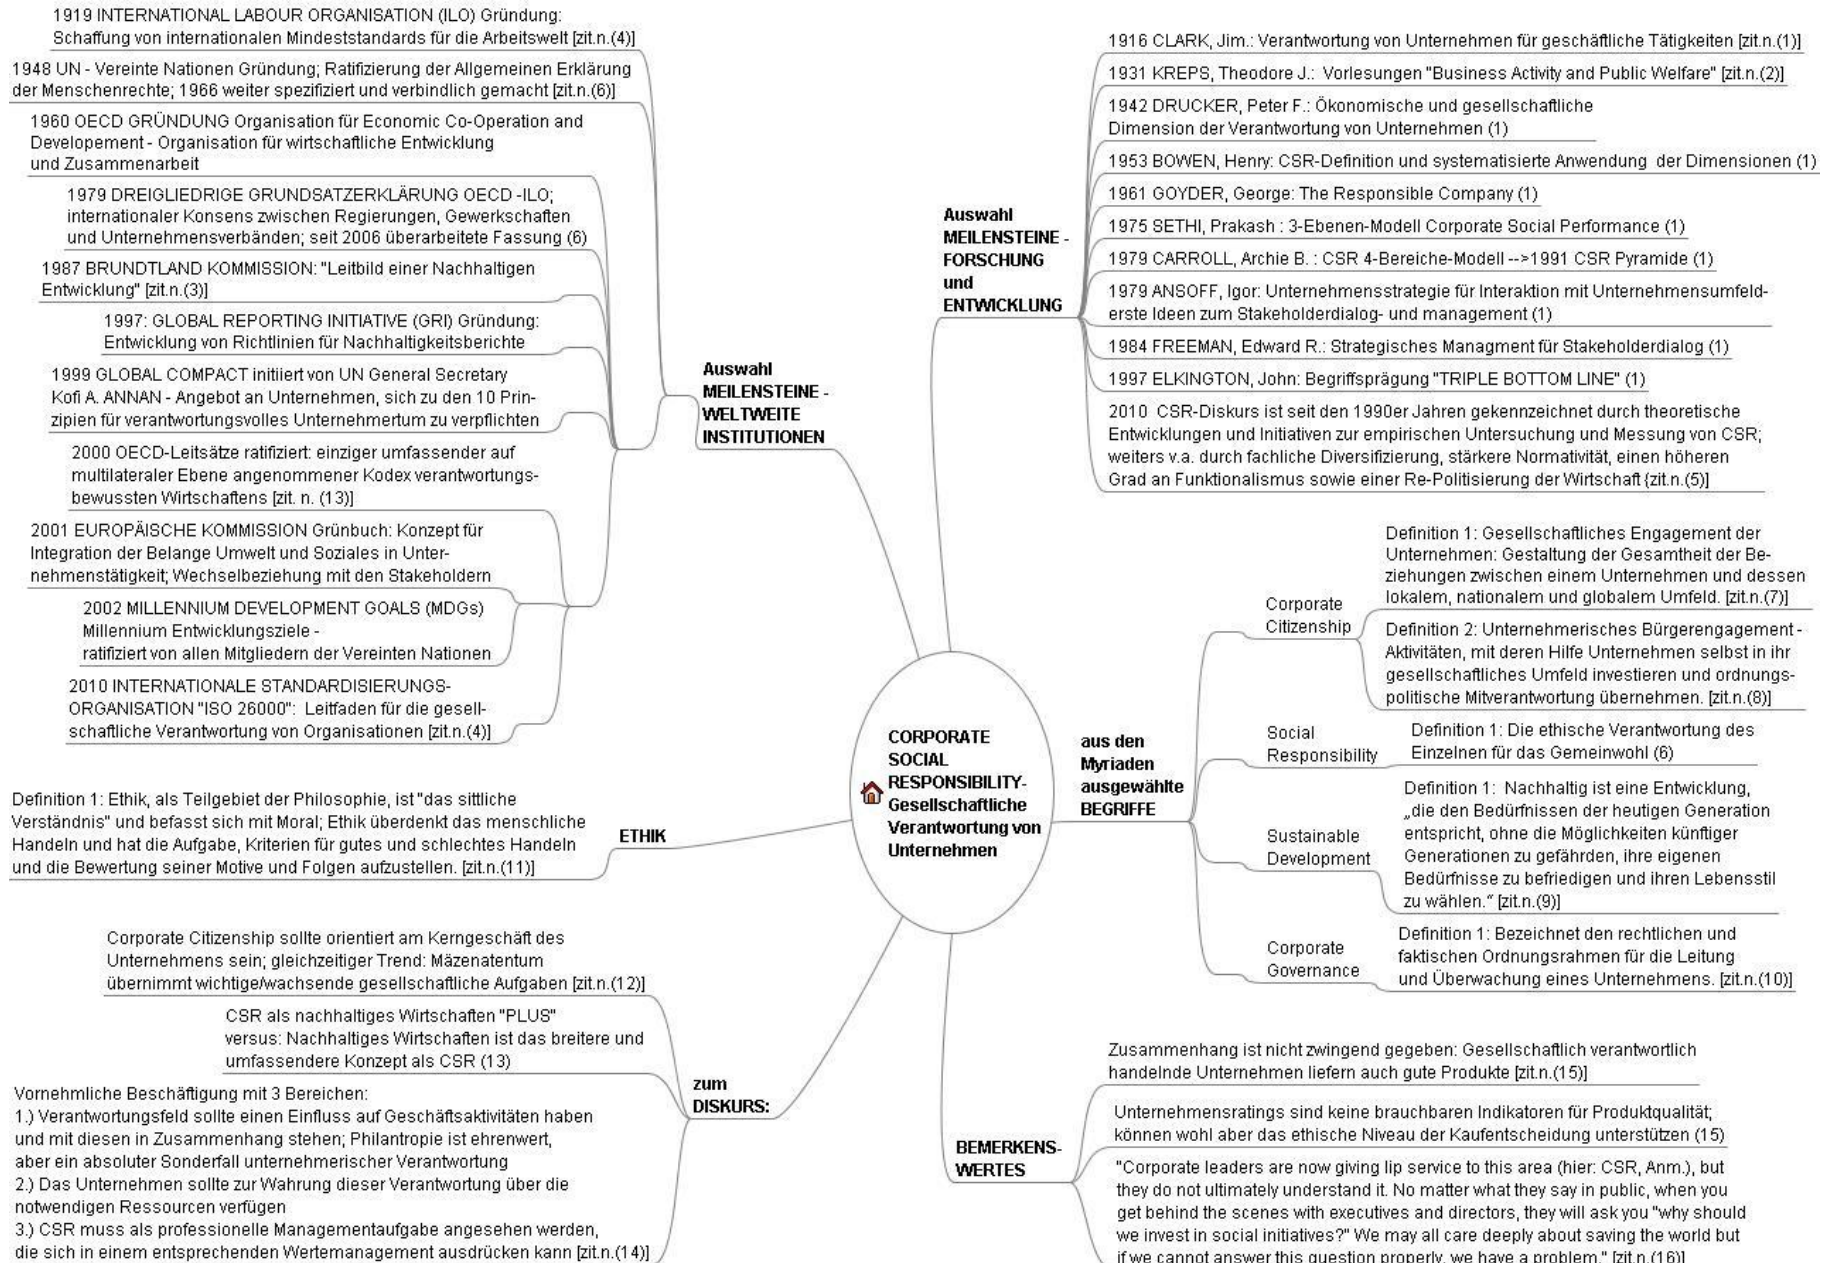 1919 INTERNATIONAL LABOUR ORGANISATION (ILO) Gründung:
Schaffung von internationalen Mindeststandards für die Arbeitswelt [zit.n.(4)]
1948 UN - Vereinte Nationen Gründung; Ratifizierung der Allgemeinen Erklärung
der Menschenrechte; 1966 weiter spezifiziert und verbindlich gemacht [zit.n.(6)]
1960 OECD GRÜNDUNG Organisation für Economic Co-Operation and
Developement - Organisation für wirtschaftliche Entwicklung
und Zusammenarbeit
1979 DREIGLIEDRIGE GRUNDSATZERKLÄRUNG OECD -ILO;
internationaler Konsens zwischen Regierungen, Gewerkschaften
und Unternehmensverbänden; seit 2006 überarbeitete Fassung (6)
1987 BRUNDTLAND KOMMISSION: "Leitbild einer Nachhaltigen
Entwicklung" [zit.n.(3)]
1997: GLOBAL REPORTING INITIATIVE (GRI) Gründung:
Entwicklung von Richtlinien für Nachhaltigkeitsberichte
1999 GLOBAL COMPACT initiiert von UN General Secretary
Kofi A. ANNAN - Angebot an Unternehmen, sich zu den 10 Prin-
zipien für verantwortungsvolles Unternehmertum zu verpflichten
2000 OECD-Leitsätze ratifiziert: einziger umfassender auf
multilateraler Ebene angenommener Kodex verantwortungs-
bewussten Wirtschaftens [zit. n. (13)]
2001 EUROPÄISCHE KOMMISSION Grünbuch: Konzept für
Integration der Belange Umwelt und Soziales in Unter-
nehmenstätigkeit; Wechselbeziehung mit den Stakeholdern
2002 MILLENNIUM DEVELOPMENT GOALS (MDGs)
Millennium Entwicklungsziele -
ratifiziert von allen Mitgliedern der Vereinten Nationen
2010 INTERNATIONALE STANDARDISIERUNGS-
ORGANISATION "ISO 26000": Leitfaden für die gesell-
schaftliche Verantwortung von Organisationen [zit.n.(4)]
Auswahl
MEILENSTEINE -
WELTWEITE
INSTITUTIONEN
Auswahl
MEILENSTEINE -
FORSCHUNG
und
ENTWICKLUNG
1916 CLARK, Jim.: Verantwortung von Unternehmen für geschäftliche Tätigkeiten [zit.n.(1)]
1931 KREPS, Theodore J.: Vorlesungen "Business Activity and Public Welfare" [zit.n.(2)]
1942 DRUCKER, Peter F.: Ökonomische und gesellschaftliche
Dimension der Verantwortung von Unternehmen (1)
1953 BOWEN, Henry: CSR-Definition und systematisierte Anwendung der Dimensionen (1)
1961 GOYDER, George: The Responsible Company (1)
1975 SETHI, Prakash : 3-Ebenen-Modell Corporate Social Performance (1)
1979 CARROLL, Archie B. : CSR 4-Bereiche-Modell -->1991 CSR Pyramide (1)
1979 ANSOFF, Igor: Unternehmensstrategie für Interaktion mit Unternehmensumfeld-
erste Ideen zum Stakeholderdialog- und management (1)
1984 FREEMAN, Edward R.: Strategisches Managment für Stakeholderdialog (1)
1997 ELKINGTON, John: Begriffsprägung "TRIPLE BOTTOM LINE" (1)
2010 CSR-Diskurs ist seit den 1990er Jahren gekennzeichnet durch theoretische
Entwicklungen und Initiativen zur empirischen Untersuchung und Messung von CSR;
weiters v.a. durch fachliche Diversifizierung, stärkere Normativität, einen höheren
Grad an Funktionalismus sowie einer Re-Politisierung der Wirtschaft {zit.n.(5)]
CORPORATE
SOCIAL
RESPONSIBILITY-
Gesellschaftliche
Verantwortung von
Unternehmen
aus den
Myriaden
ausgewählte
BEGRIFFE
Corporate
Citizenship
Definition 1: Gesellschaftliches Engagement der
Unternehmen: Gestaltung der Gesamtheit der Be-
ziehungen zwischen einem Unternehmen und dessen
lokalem, nationalem und globalem Umfeld. [zit.n.(7)]
Definition 2: Unternehmerisches Bürgerengagement -
Aktivitäten, mit deren Hilfe Unternehmen selbst in ihr
gesellschaftliches Umfeld investieren und ordnungs-
politische Mitverantwortung übernehmen. [zit.n.(8)]
Social
Responsibility
Definition 1: Die ethische Verantwortung des
Einzelnen für das Gemeinwohl (6)
Sustainable
Development
Definition 1: Nachhaltig ist eine Entwicklung,
„die den Bedürfnissen der heutigen Generation
entspricht, ohne die Möglichkeiten künftiger
Generationen zu gefährden, ihre eigenen
Bedürfnisse zu befriedigen und ihren Lebensstil
zu wählen.“ [zit.n.(9)]
Corporate
Governance
Definition 1: Bezeichnet den rechtlichen und
faktischen Ordnungsrahmen für die Leitung
und Überwachung eines Unternehmens. [zit.n.(10)]
ETHIK
Definition 1: Ethik, als Teilgebiet der Philosophie, ist "das sittliche
Verständnis" und befasst sich mit Moral; Ethik überdenkt das menschliche
Handeln und hat die Aufgabe, Kriterien für gutes und schlechtes Handeln
und die Bewertung seiner Motive und Folgen aufzustellen. [zit.n.(11)]
zum
DISKURS:
Corporate Citizenship sollte orientiert am Kerngeschäft des
Unternehmens sein; gleichzeitiger Trend: Mäzenatentum
übernimmt wichtige/wachsende gesellschaftliche Aufgaben [zit.n.(12)]
CSR als nachhaltiges Wirtschaften "PLUS"
versus: Nachhaltiges Wirtschaften ist das breitere und
umfassendere Konzept als CSR (13)
Vornehmliche Beschäftigung mit 3 Bereichen:
1.) Verantwortungsfeld sollte einen Einfluss auf Geschäftsaktivitäten haben
und mit diesen in Zusammenhang stehen; Philantropie ist ehrenwert,
aber ein absoluter Sonderfall unternehmerischer Verantwortung
2.) Das Unternehmen sollte zur Wahrung dieser Verantwortung über die
notwendigen Ressourcen verfügen
3.) CSR muss als professionelle Managementaufgabe angesehen werden,
die sich in einem entsprechenden Wertemanagement ausdrücken kann [zit.n.(14)]
BEMERKENS-
WERTES
Zusammenhang ist nicht zwingend gegeben: Gesellschaftlich verantwortlich
handelnde Unternehmen liefern auch gute Produkte [zit.n.(15)]
Unternehmensratings sind keine brauchbaren Indikatoren für Produktqualität;
können wohl aber das ethische Niveau der Kaufentscheidung unterstützen (15)
"Corporate leaders are now giving lip service to this area (hier: CSR, Anm.), but
they do not ultimately understand it. No matter what they say in public, when you
get behind the scenes with executives and directors, they will ask you "why should
we invest in social initiatives?" We may all care deeply about saving the world but
if we cannot answer this question properly, we have a problem." [zit.n.(16)]